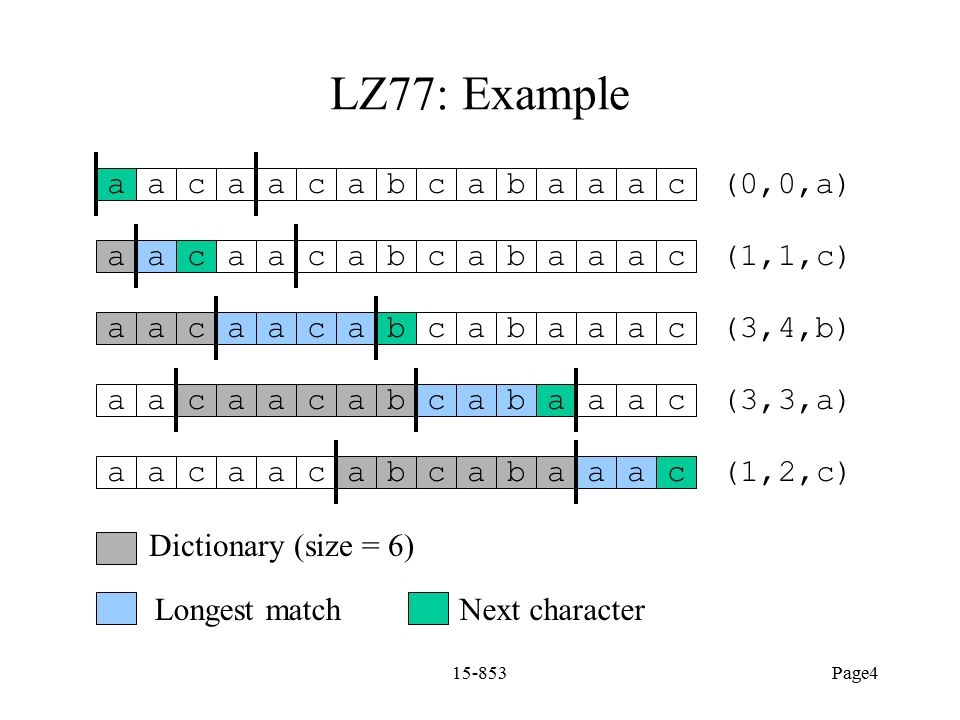 LZ77: Example
a a c a a c a b c a b a a a c (0,0,a)
a a c a a c a b c a b a a a c (1,1,c)
a a c a a c a b c a b a a a c (3,4,b)
a a c a a c a b c a b a a a c (3,3,a)
a a c a a c a b c a b a a a c (1,2,c)
Dictionary (size = 6)
Longest match Next character
15-853 Page4